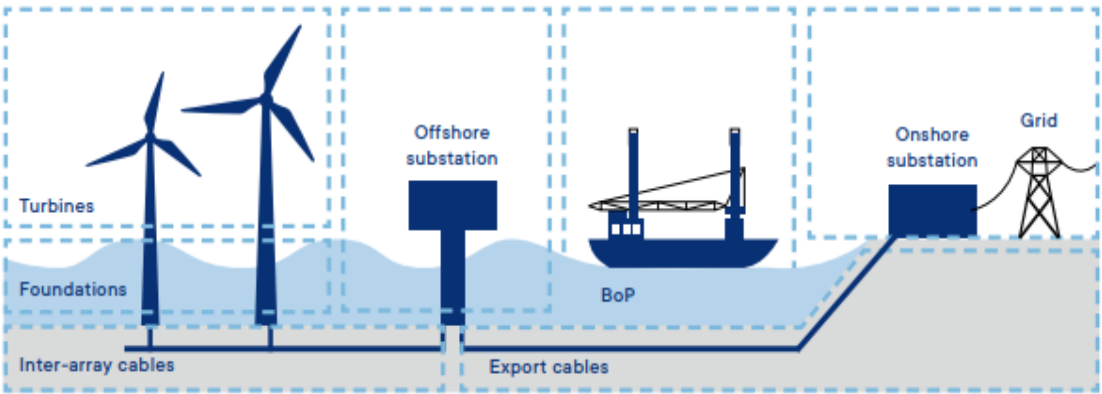 Turbines
Foundations
Inter-array cables
Offshore
substation
BoP
Export cables
Onshore
substation
Grid